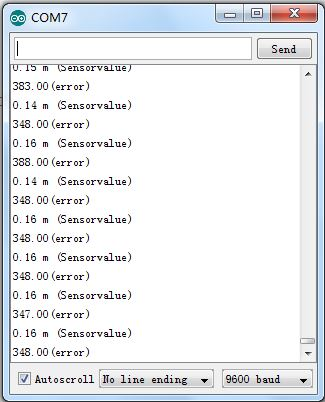 COM7
Send
0.15 m (Sensorvalue)
383.00(error)
0.14 m (Sensorvalue)
348.00(error)
0.16 m (Sensorvalue)
388.00(error)
0.14 m (Sensorvalue)
348.00(error)
0.16 m (Sensorvalue)
348.00(error)
0.16 m (Sensorvalue)
348.00(error)
0.16 m (Sensorvalue)
347.00(error)
0.16 m (Sensorvalue)
348.00(error)
Autoscroll No line ending 9600 baud